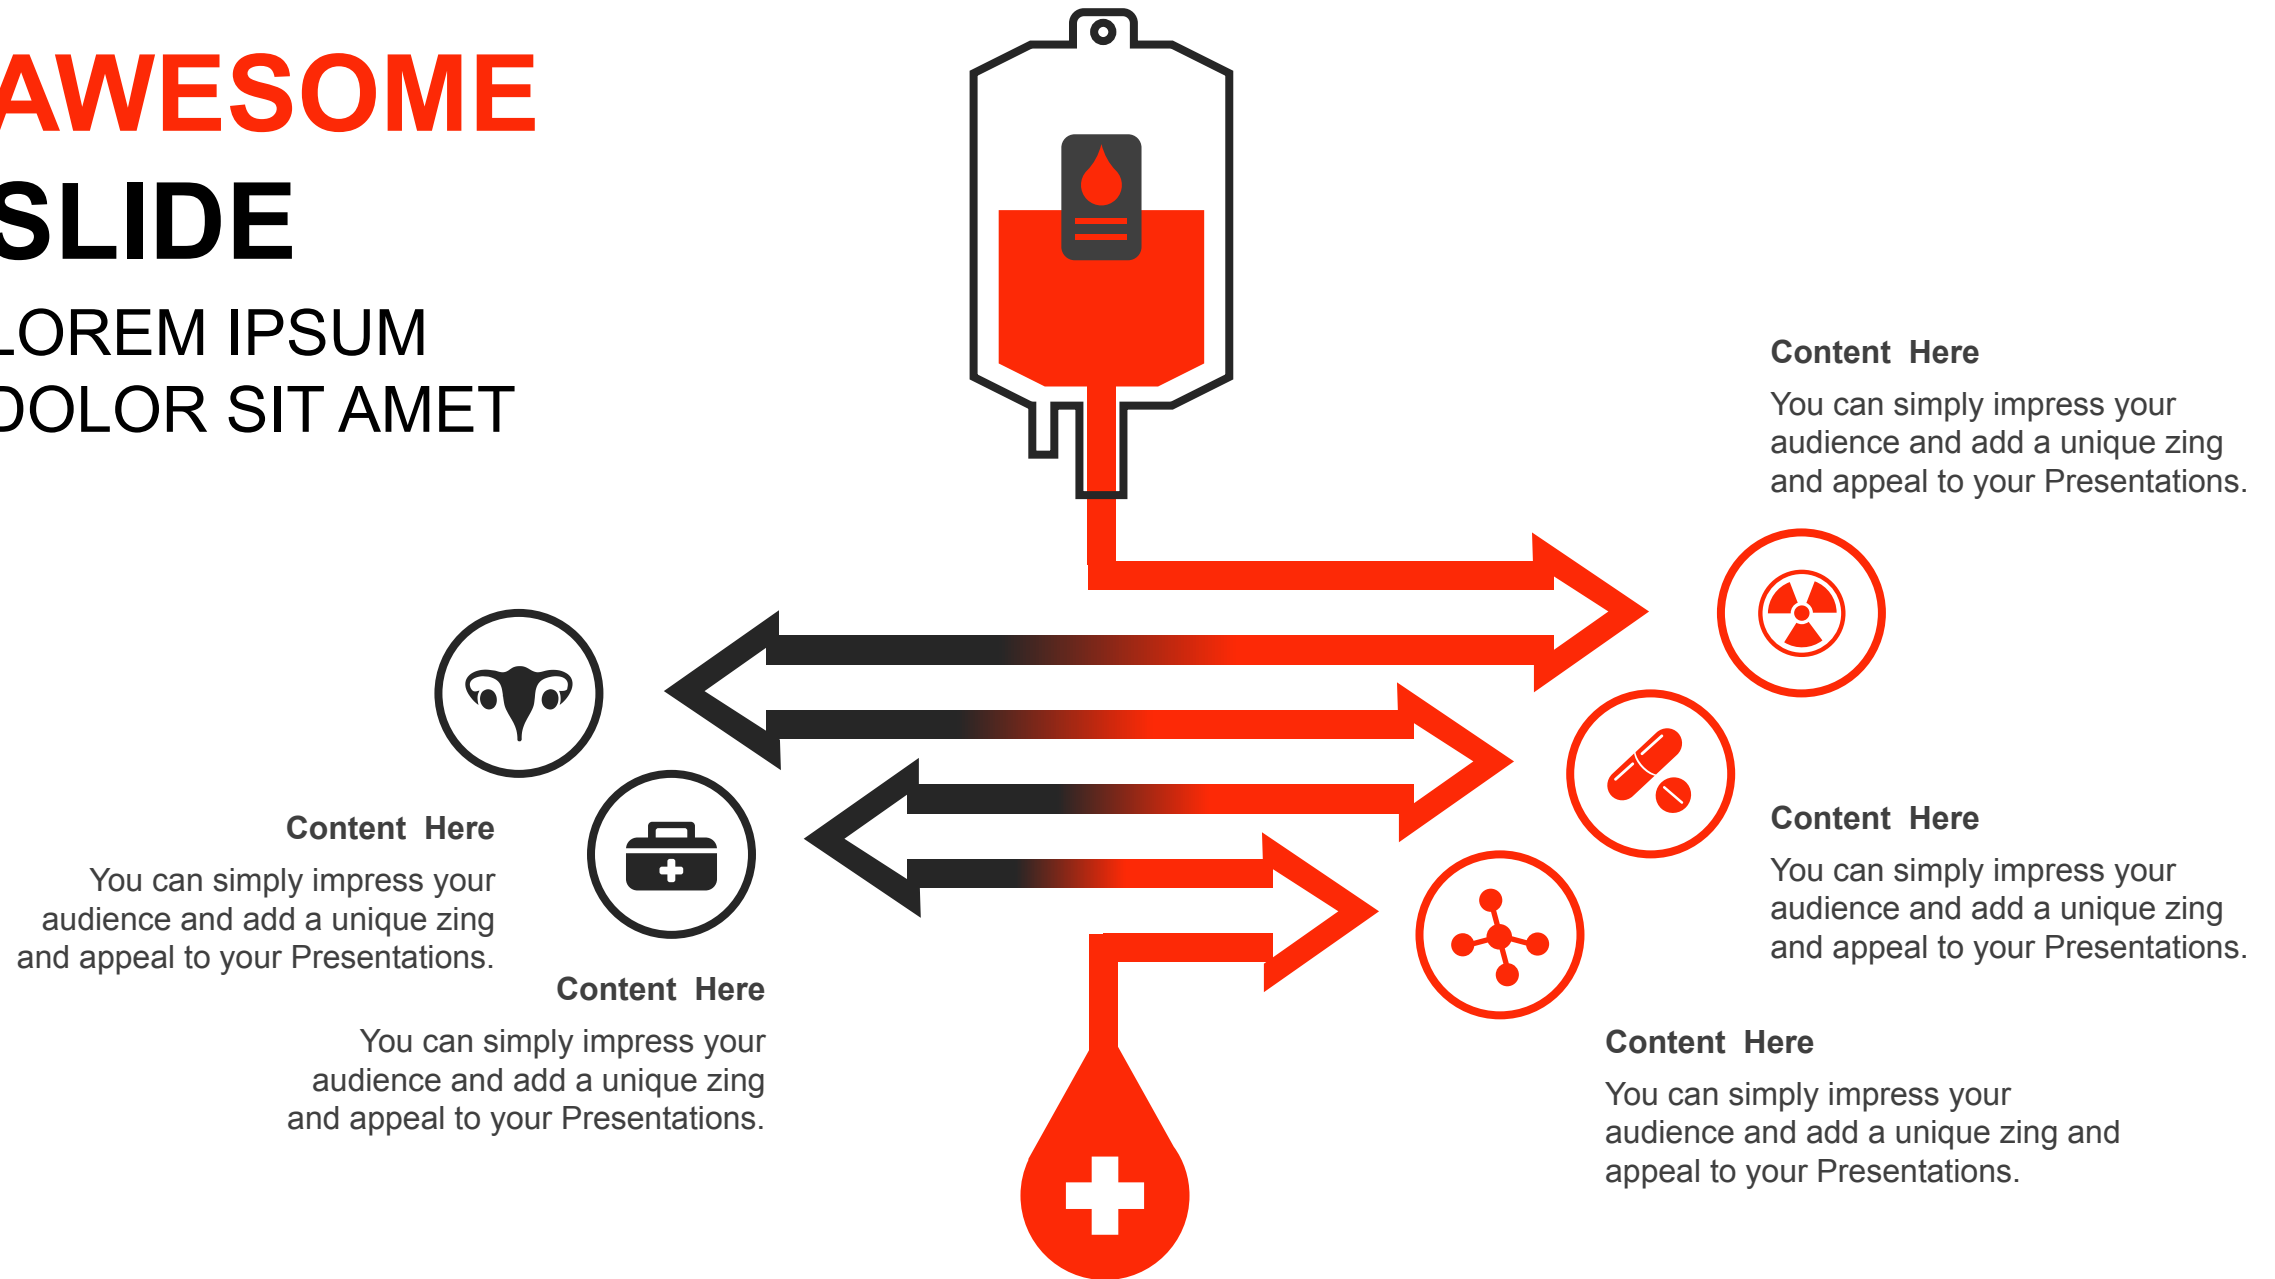 AWESOME
SLIDE
LOREM IPSUM
DOLOR SIT AMET
Content Here
You can simply impress your
audience and add a unique zing
and appeal to your Presentations.
Content Here
You can simply impress your
audience and add a unique zing
and appeal to your Presentations.
Content Here
You can simply impress your
audience and add a unique zing
and appeal to your Presentations.
Content Here
You can simply impress your
audience and add a unique zing
and appeal to your Presentations.
Content Here
You can simply impress your
audience and add a unique zing and
appeal to your Presentations.